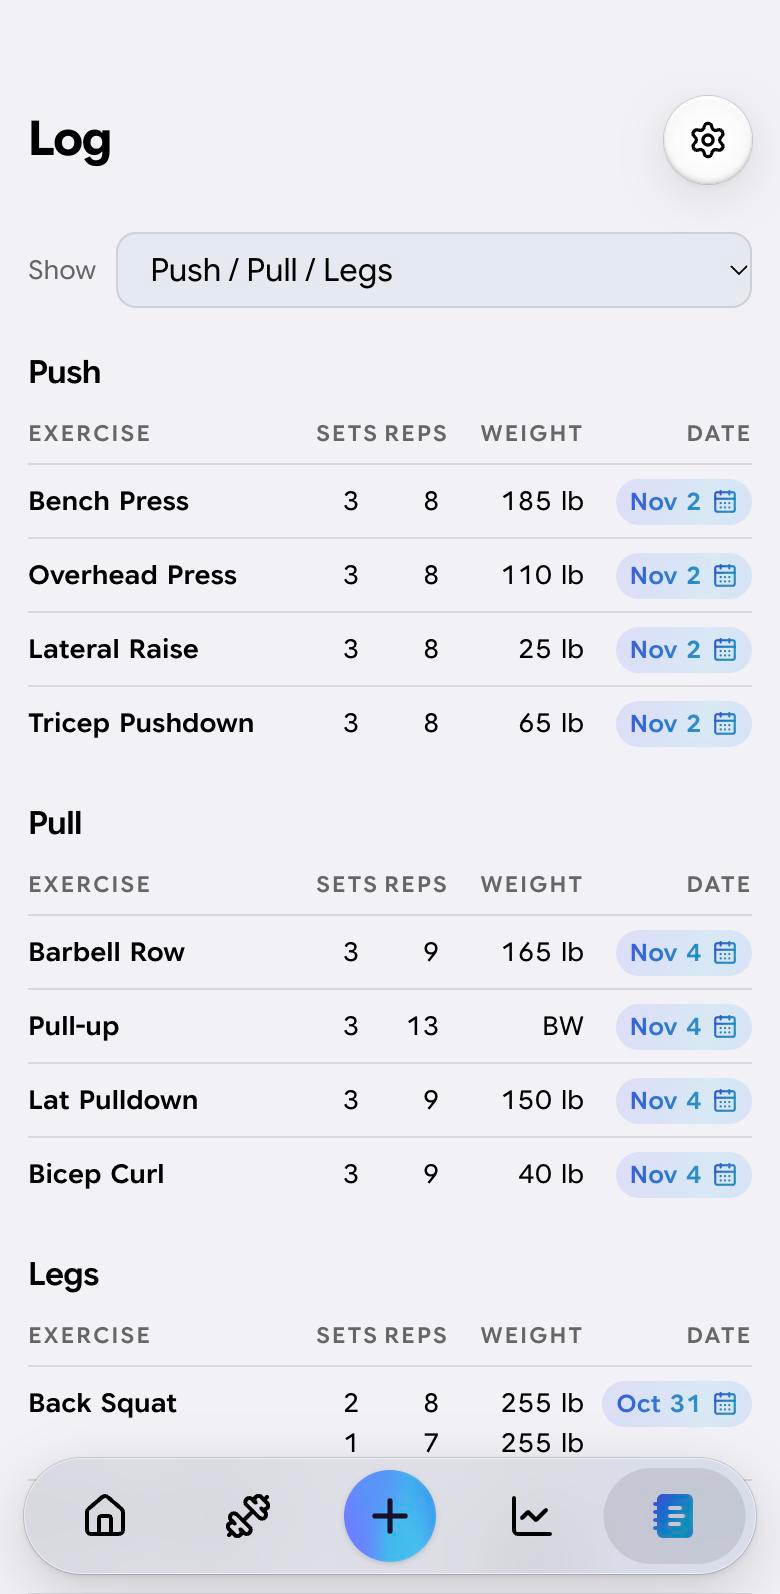 Log
Show Push / Pull / Legs
Push
EXERCISE SETS REPS WEIGHT DATE
Bench Press 3 8 185 lb Nov 2
Overhead Press 3 8 110 lb Nov 2
Lateral Raise 3 8 25 lb Nov 2
Tricep Pushdown 3 8 65 lb Nov 2
Pull
EXERCISE SETS REPS WEIGHT DATE
Barbell Row 3 9 165 lb Nov 4
Pull-up 3 13 BW Nov 4
Lat Pulldown 3 9 150 lb Nov 4
Bicep Curl 3 9 40 lb Nov 4
Legs
EXERCISE SETS REPS WEIGHT DATE
Back Squat 2 8 255 lb Oct 31
1 7 255 lb